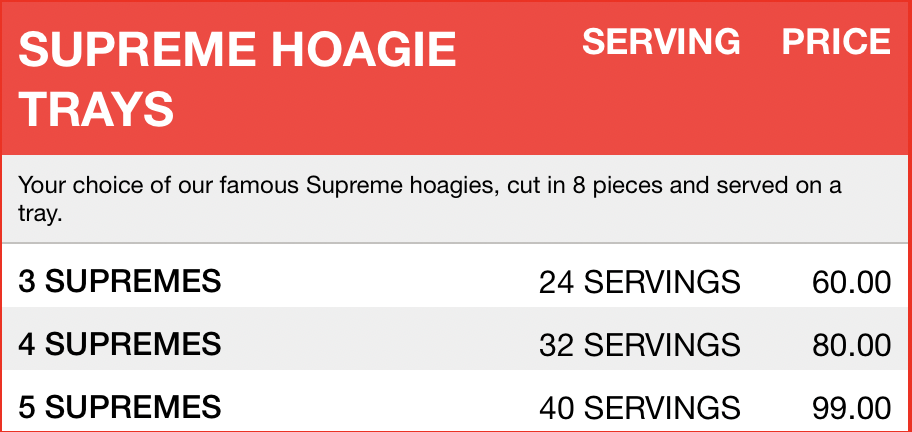 SUPREME HOAGIE TRAYS SERVING PRICE
Your choice of our famous Supreme hoagies, cut in 8 pieces and served on a
tray.
3 SUPREMES 24 SERVINGS 60.00
4 SUPREMES 32 SERVINGS 80.00
5 SUPREMES 40 SERVINGS 99.00